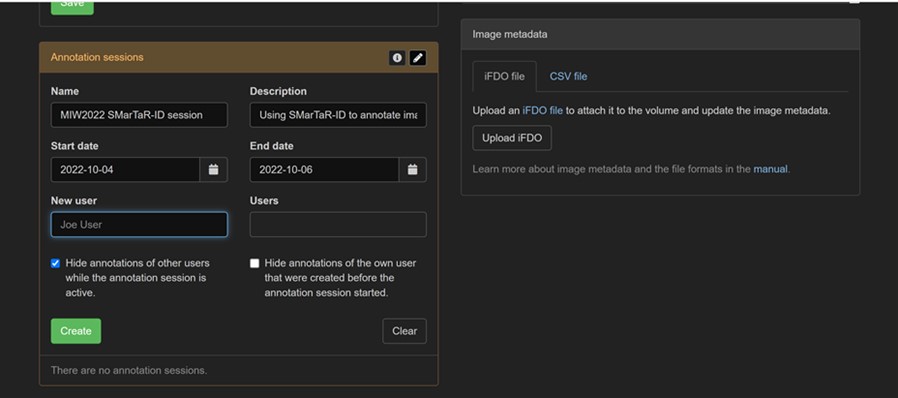 Save
Annotation sessions
Name
Description
MIW2022 SMarTaR-ID session
Using SMarTaR-ID to annotate ima
Start date
End date
2022-10-04
2022-10-06
New user
Users
Joe User
Hide annotations of other users
while the annotation session is
active.
Hide annotations of the own user
that were created before the
annotation session started.
Create
Clear
There are no annotation sessions.
Image metadata
iFDO file
CSV file
Upload an iFDO file to attach it to the volume and update the image metadata.
Upload iFDO
Learn more about image metadata and the file formats in the manual.